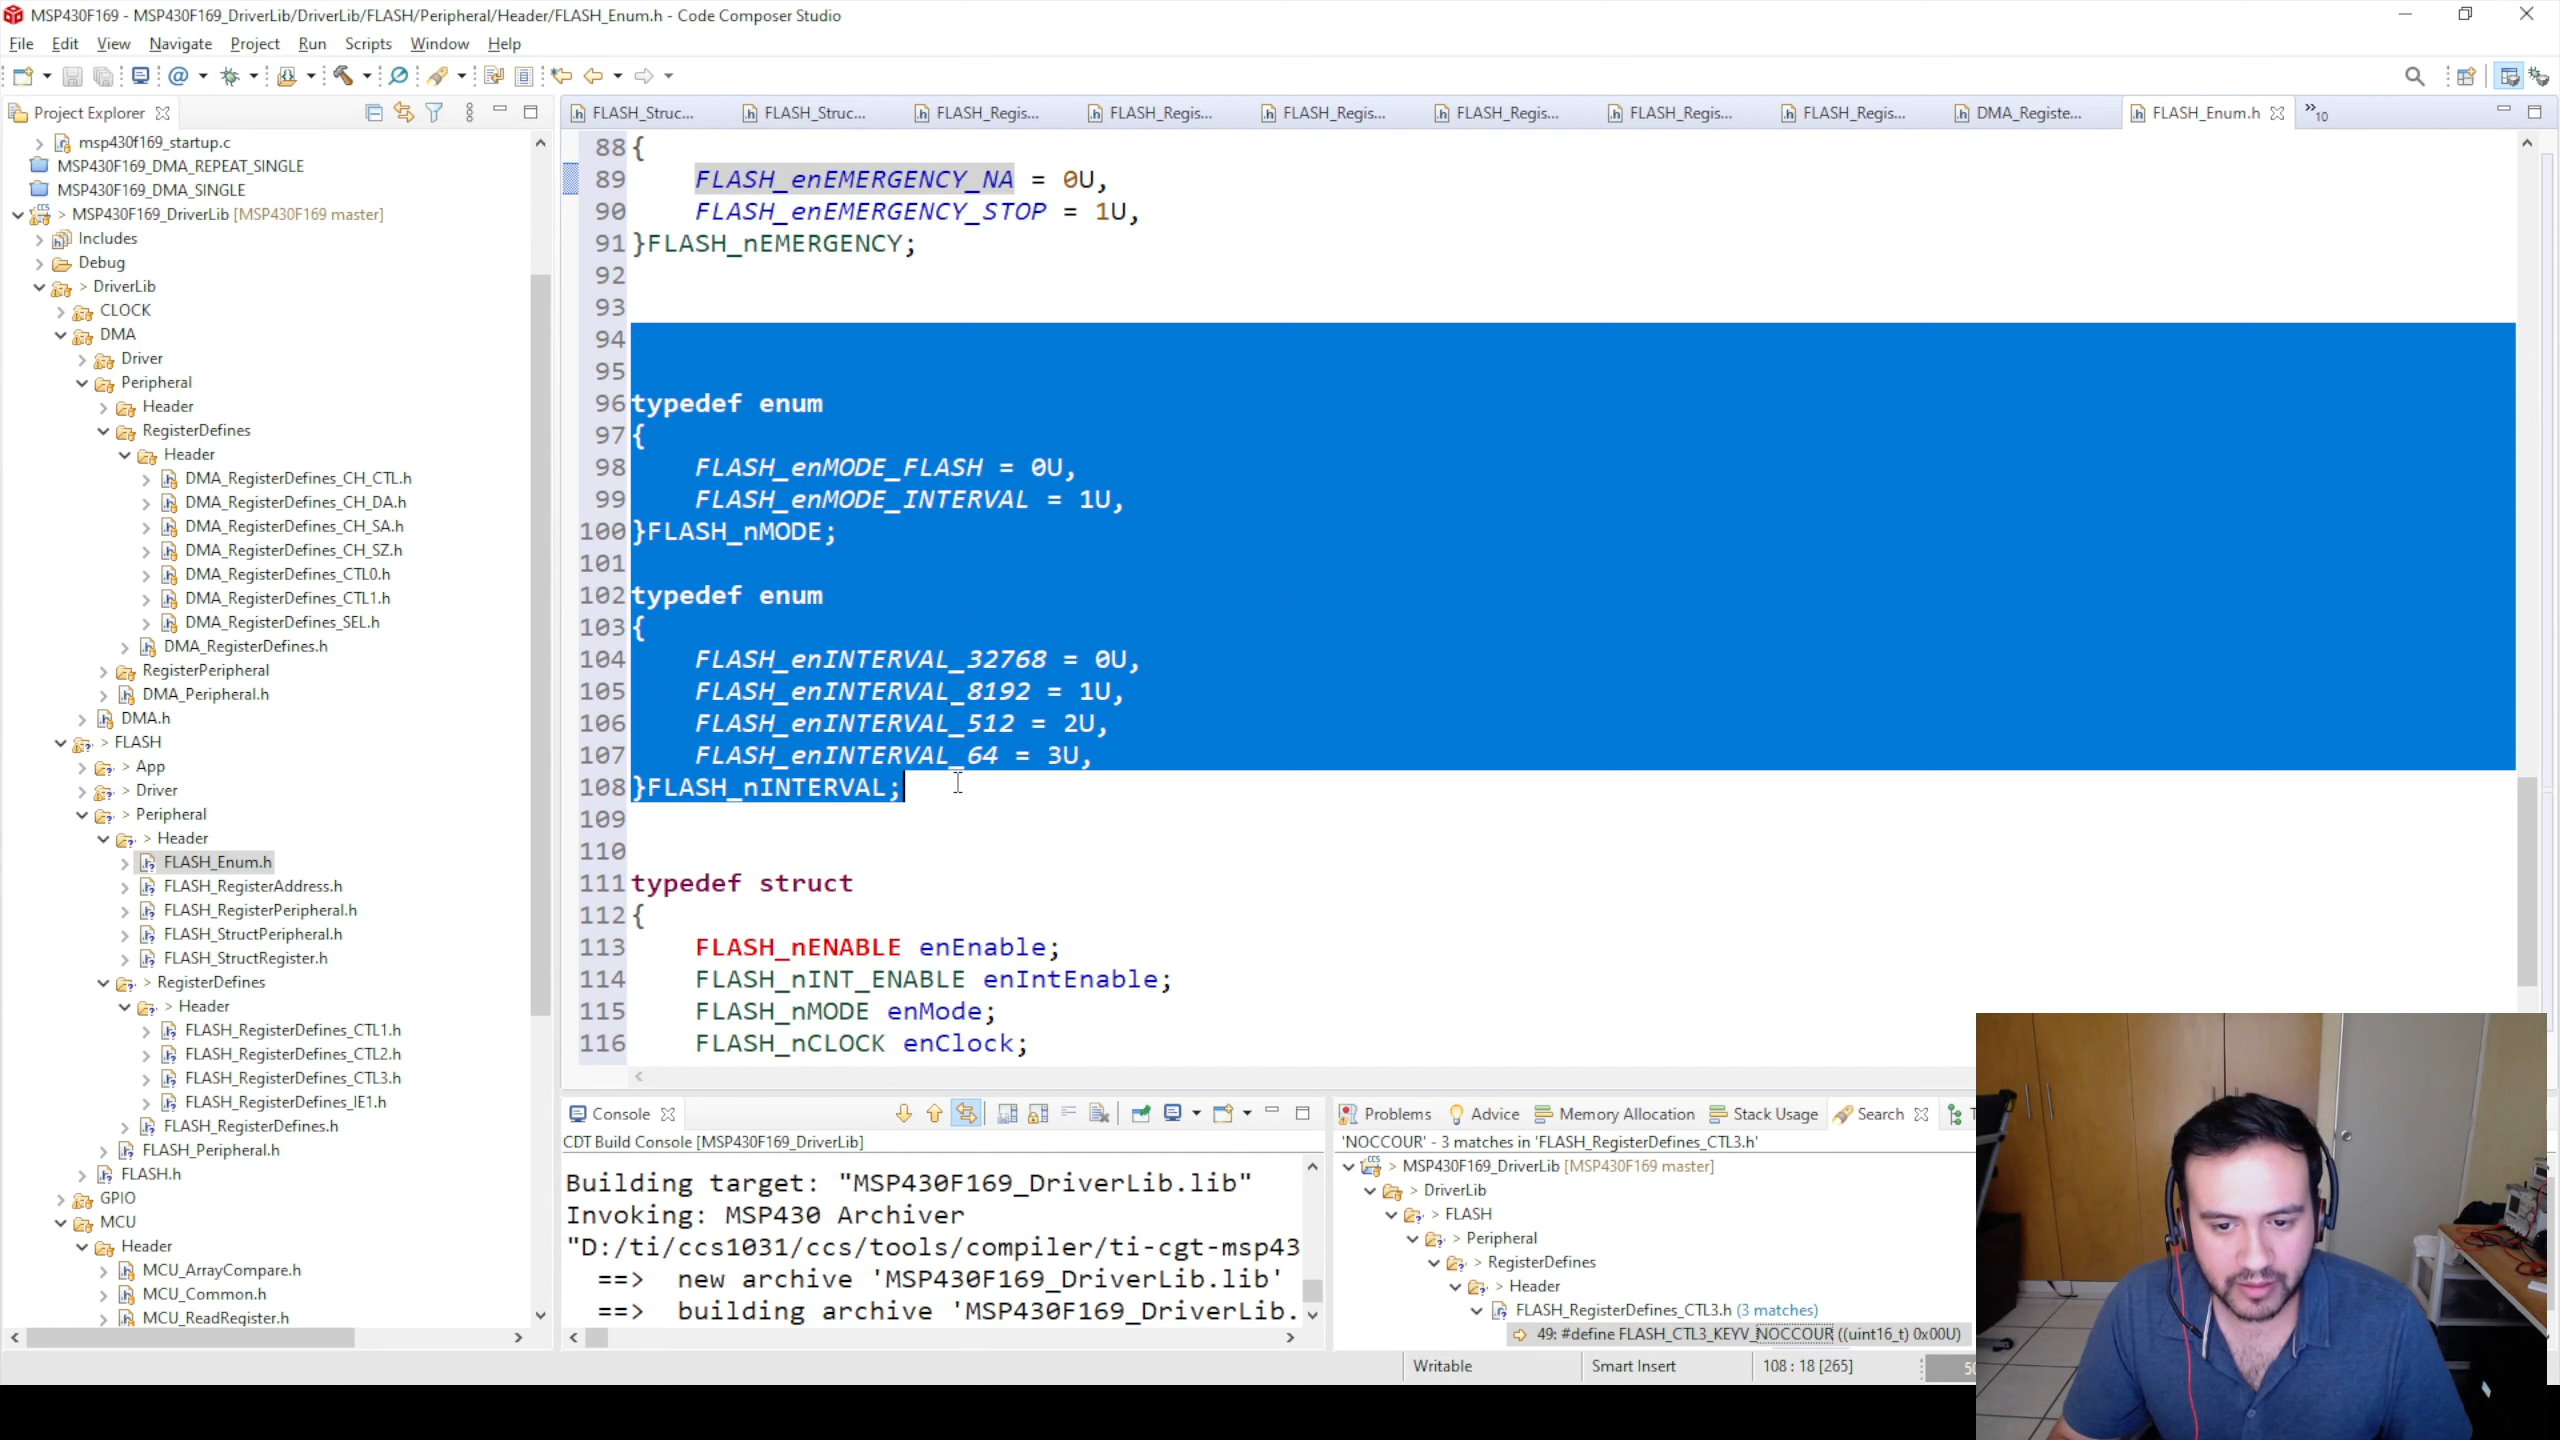 MSP430F169 - MSP430F169_DriverLib/DriverLib/FLASH/Peripheral/Header/FLASH_Enum.h - Code Composer Studio
File Edit View Navigate Project Run Scripts Window Help
Project Explorer
msp430f169_startup.c
MSP430F169_DMA_REPEAT_SINGLE
MSP430F169_DMA_SINGLE
> MSP430F169_DriverLib [MSP430F169 master]
Includes
Debug
> DriverLib
CLOCK
DMA
Driver
Peripheral
Header
RegisterDefines
Header
DMA_RegisterDefines_CH_CTL.h
DMA_RegisterDefines_CH_DA.h
DMA_RegisterDefines_CH_SA.h
DMA_RegisterDefines_CH_SZ.h
DMA_RegisterDefines_CTL0.h
DMA_RegisterDefines_CTL1.h
DMA_RegisterDefines_SEL.h
DMA_RegisterDefines.h
RegisterPeripheral
DMA_Peripheral.h
DMA.h
> FLASH
> App
> Driver
> Peripheral
> Header
FLASH_Enum.h
FLASH_RegisterAddress.h
FLASH_RegisterPeripheral.h
FLASH_StructPeripheral.h
FLASH_StructRegister.h
> RegisterDefines
> Header
FLASH_RegisterDefines_CTL1.h
FLASH_RegisterDefines_CTL2.h
FLASH_RegisterDefines_CTL3.h
FLASH_RegisterDefines_IE1.h
FLASH_RegisterDefines.h
FLASH_Peripheral.h
FLASH.h
GPIO
MCU
Header
MCU_ArrayCompare.h
MCU_Common.h
MCU_ReadRegister.h
FLASH_Struc... FLASH_Struc... FLASH_Regis... FLASH_Regis... FLASH_Regis... FLASH_Regis... FLASH_Regis... FLASH_Regis... DMA_Registe... FLASH_Enum.h »10
88 {
89 FLASH_enEMERGENCY_NA = 0U,
90 FLASH_enEMERGENCY_STOP = 1U,
91 }FLASH_nEMERGENCY;
92
93
94
95
96 typedef enum
97 {
98 FLASH_enMODE_FLASH = 0U,
99 FLASH_enMODE_INTERVAL = 1U,
100 }FLASH_nMODE;
101
102 typedef enum
103 {
104 FLASH_enINTERVAL_32768 = 0U,
105 FLASH_enINTERVAL_8192 = 1U,
106 FLASH_enINTERVAL_512 = 2U,
107 FLASH_enINTERVAL_64 = 3U,
108 }FLASH_nINTERVAL;
109
110
111 typedef struct
112 {
113 FLASH_nENABLE enEnable;
114 FLASH_nINT_ENABLE enIntEnable;
115 FLASH_nMODE enMode;
116 FLASH_nCLOCK enClock;
Console
CDT Build Console [MSP430F169_DriverLib]
Building target: "MSP430F169_DriverLib.lib"
Invoking: MSP430 Archiver
"D:/ti/ccs1031/ccs/tools/compiler/ti-cgt-msp43
==> new archive 'MSP430F169_DriverLib.lib'
==> building archive 'MSP430F169_DriverLib.
Problems Advice Memory Allocation Stack Usage Search
'NOCCOUR' - 3 matches in 'FLASH_RegisterDefines_CTL3.h'
> MSP430F169_DriverLib [MSP430F169 master]
> DriverLib
> FLASH
> Peripheral
> RegisterDefines
> Header
FLASH_RegisterDefines_CTL3.h (3 matches)
49: #define FLASH_CTL3_KEYV_NOCCOUR ((uint16_t) 0x00U)
Writable Smart Insert 108 : 18 [265]